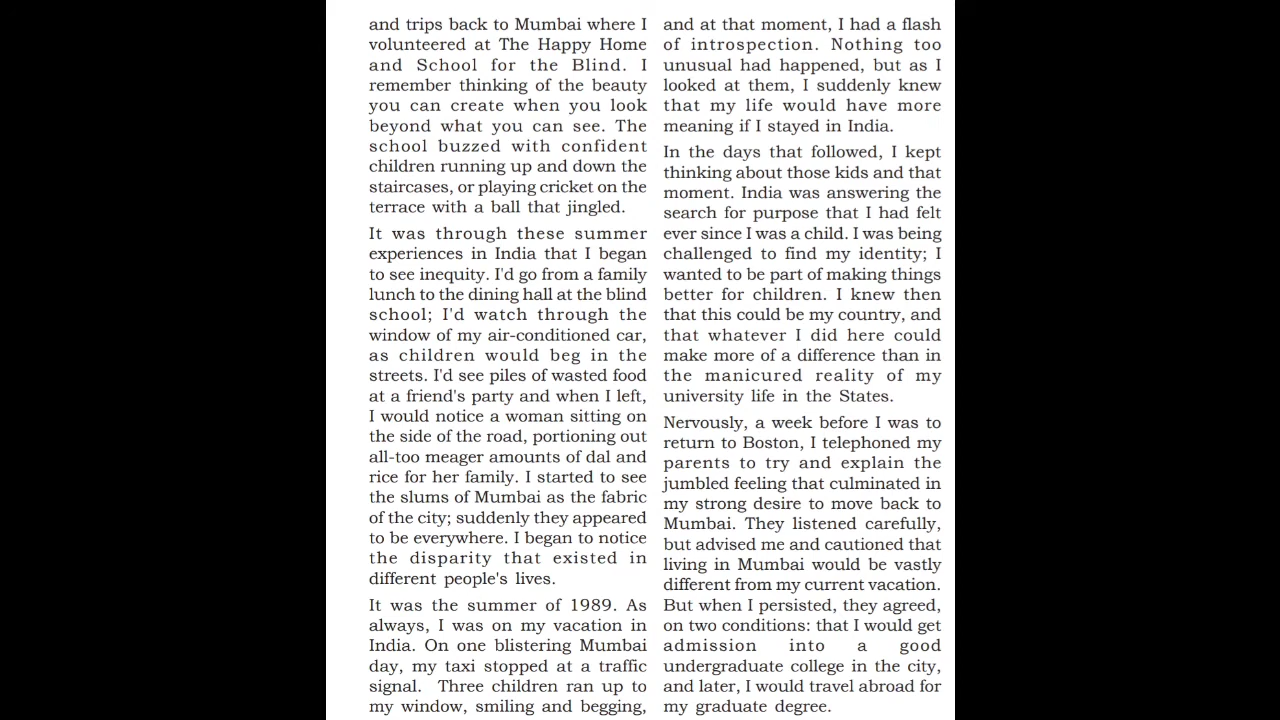 and trips back to Mumbai where I
volunteered at The Happy Home
and School for the Blind. I
remember thinking of the beauty
you can create when you look
beyond what you can see. The
school buzzed with confident
children running up and down the
staircases, or playing cricket on the
terrace with a ball that jingled.
It was through these summer
experiences in India that I began
to see inequity. I'd go from a family
lunch to the dining hall at the blind
school; I'd watch through the
window of my air-conditioned car,
as children would beg in the
streets. I'd see piles of wasted food
at a friend's party and when I left,
I would notice a woman sitting on
the side of the road, portioning out
all-too meager amounts of dal and
rice for her family. I started to see
the slums of Mumbai as the fabric
of the city; suddenly they appeared
to be everywhere. I began to notice
the disparity that existed in
different people's lives.
It was the summer of 1989. As
always, I was on my vacation in
India. On one blistering Mumbai
day, my taxi stopped at a traffic
signal. Three children ran up to
my window, smiling and begging,
and at that moment, I had a flash
of introspection. Nothing too
unusual had happened, but as I
looked at them, I suddenly knew
that my life would have more
meaning if I stayed in India.
In the days that followed, I kept
thinking about those kids and that
moment. India was answering the
search for purpose that I had felt
ever since I was a child. I was being
challenged to find my identity; I
wanted to be part of making things
better for children. I knew then
that this could be my country, and
that whatever I did here could
make more of a difference than in
the manicured reality of my
university life in the States.
Nervously, a week before I was to
return to Boston, I telephoned my
parents to try and explain the
jumbled feeling that culminated in
my strong desire to move back to
Mumbai. They listened carefully,
but advised me and cautioned that
living in Mumbai would be vastly
different from my current vacation.
But when I persisted, they agreed,
on two conditions: that I would get
admission into a good
undergraduate college in the city,
and later, I would travel abroad for
my graduate degree.